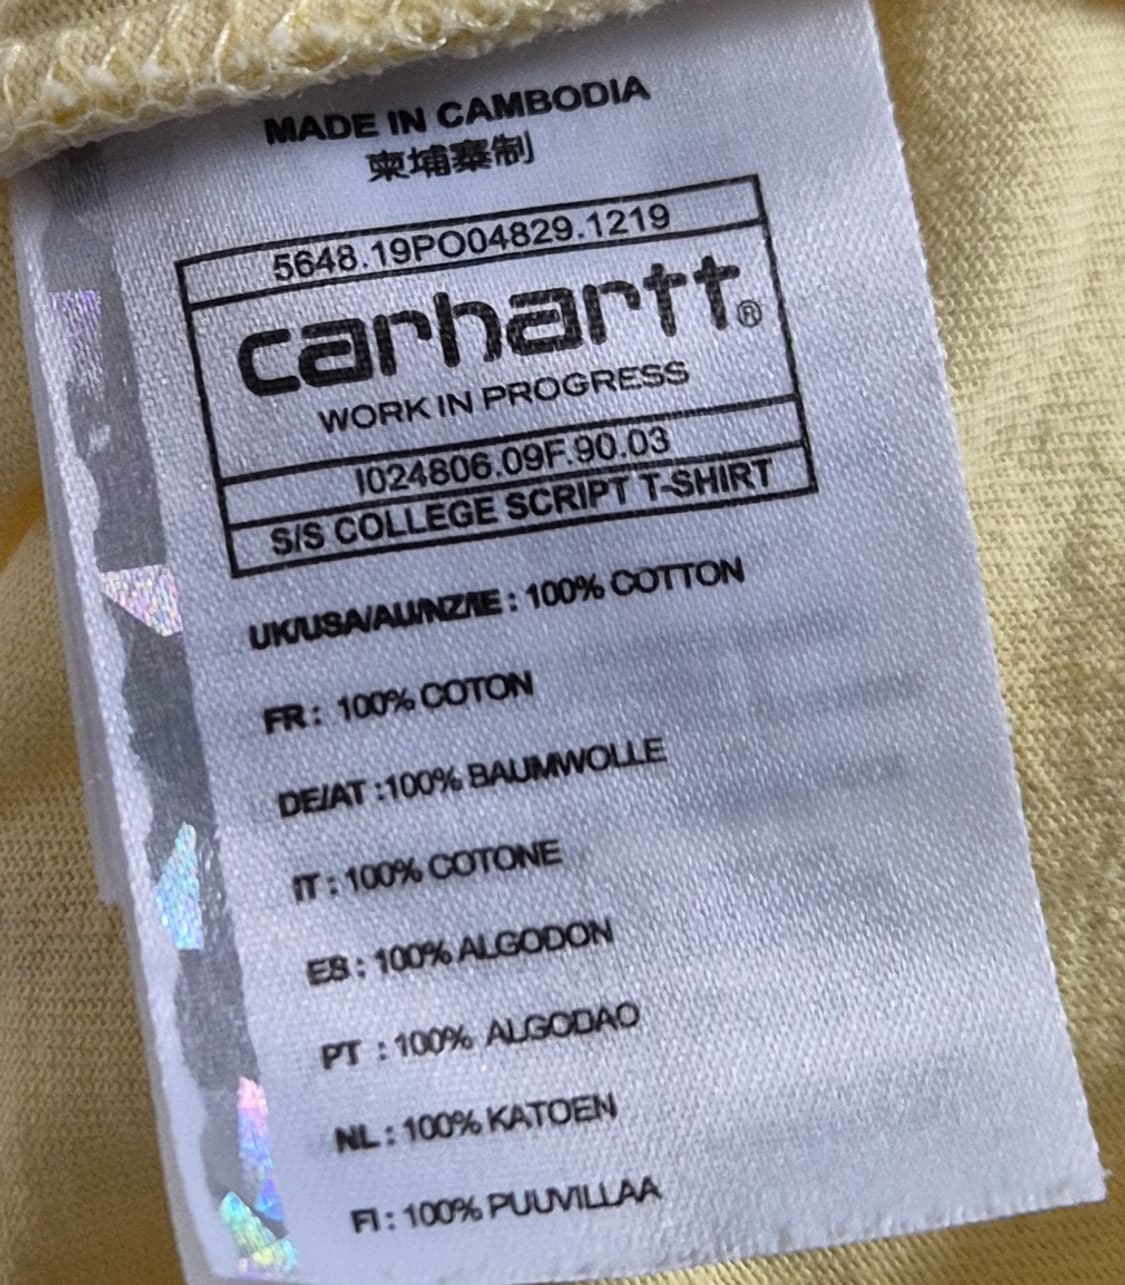 MADE IN CAMBODIA
柬埔寨制
5648.19PO04829.1219
carhartt®
WORK IN PROGRESS
I024806.09F.90.03
S/S COLLEGE SCRIPT T-SHIRT
UK/USA/AU/NZ/IE : 100% COTTON
FR : 100% COTON
DE/AT :100% BAUMWOLLE
IT : 100% COTONE
ES : 100% ALGODON
PT : 100% ALGODAO
NL : 100% KATOEN
FI : 100% PUUVILLAA